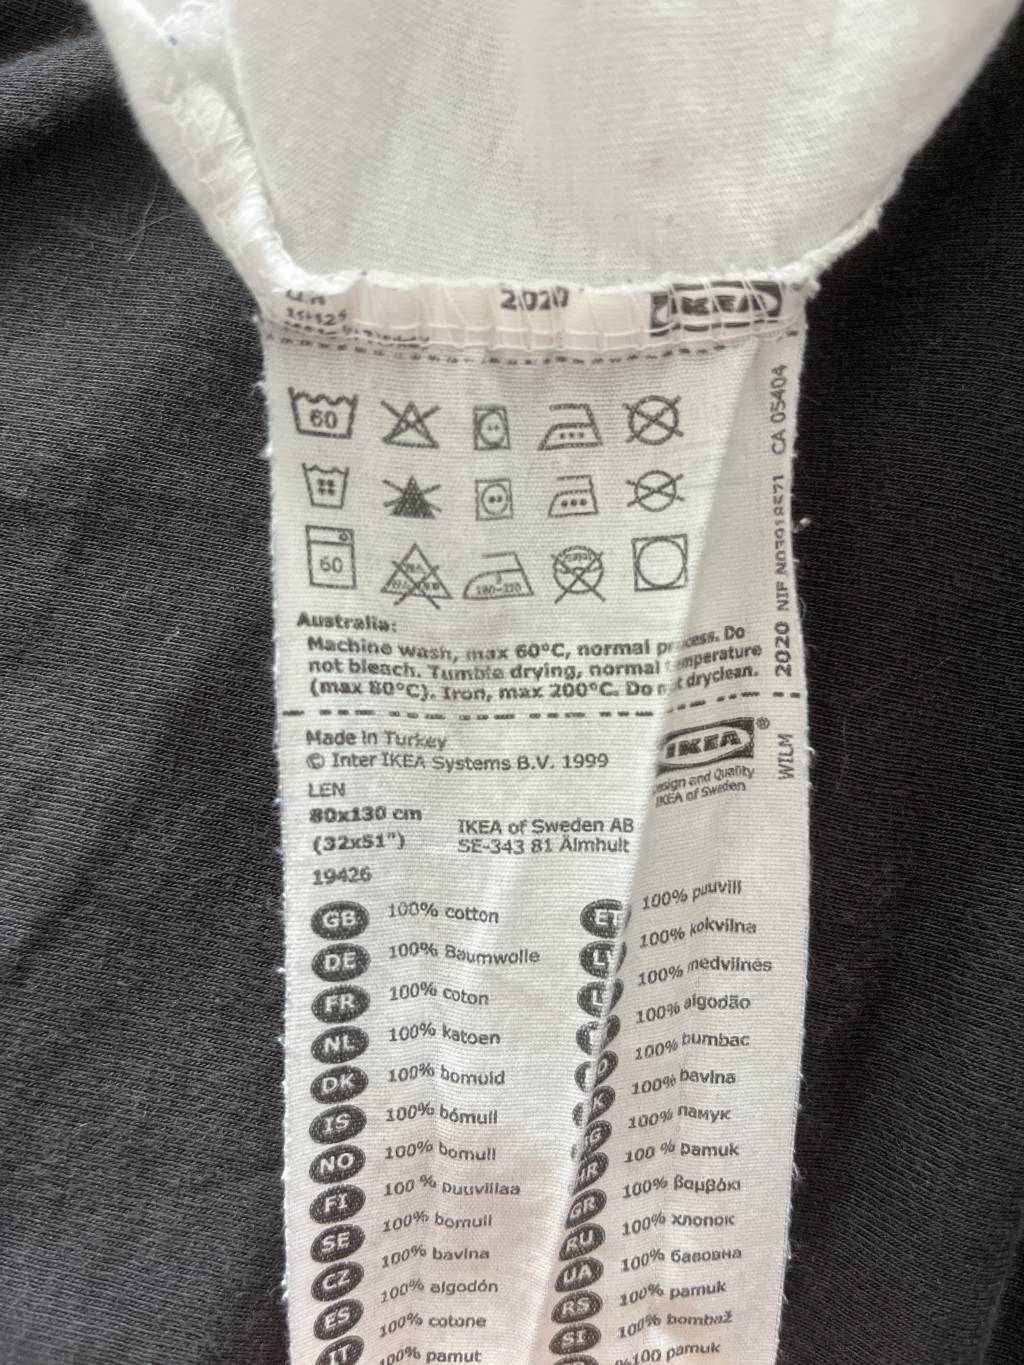 2020
IKEA
60
60
180-210
Australia:
Machine wash, max 60°C, normal process. Do
not bleach. Tumble drying, normal temperature
(max 80°C). Iron, max 200°C. Do not dryclean.
CA 05404
2020 NIF
WILM
Made in Turkey
© Inter IKEA Systems B.V. 1999
IKEA®
Design and Quality
IKEA of Sweden
LEN
80x130 cm
(32x51")
IKEA of Sweden AB
SE-343 81 Älmhult
19426
GB 100% cotton
DE 100% Baumwolle
FR 100% coton
NL 100% katoen
DK 100% bomuld
IS 100% bómull
NO 100% bomull
FI 100 % puuvillaa
SE 100% bomull
CZ 100% bavlna
ES 100% algodón
IT 100% cotone
100% pamut
ET 100% puuvill
100% kokvilna
100% medvilnės
100% algodão
100% bumbac
100% bavlna
100% памук
100 % pamuk
GR 100% βαμβάκι
RU 100% хлопок
UA 100% бавовна
RS 100% pamuk
SI 100% bombaž
%100 pamuk